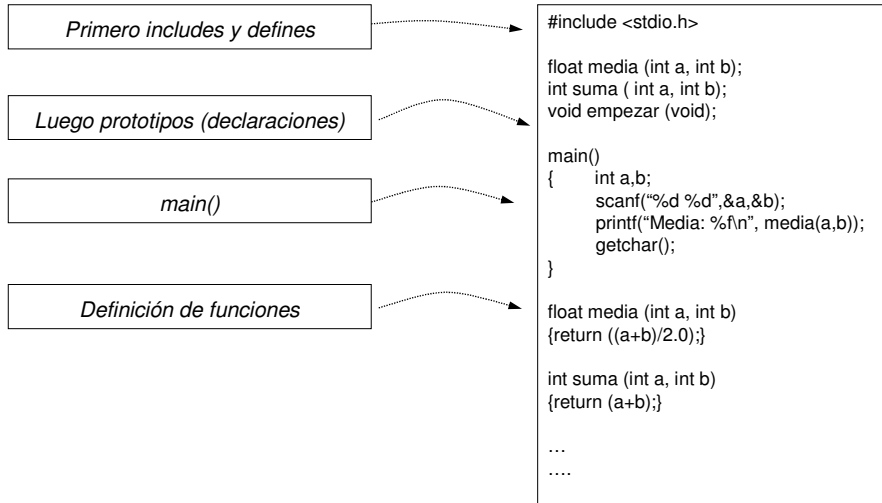 Primero includes y defines
Luego prototipos (declaraciones)
main()
Definición de funciones
#include <stdio.h>
float media (int a, int b);
int suma ( int a, int b);
void empezar (void);
main()
{ int a,b;
scanf(“%d %d”,&a,&b);
printf(“Media: %f\n”, media(a,b));
getchar();
}
float media (int a, int b)
{return ((a+b)/2.0);}
int suma (int a, int b)
{return (a+b);}
…
….